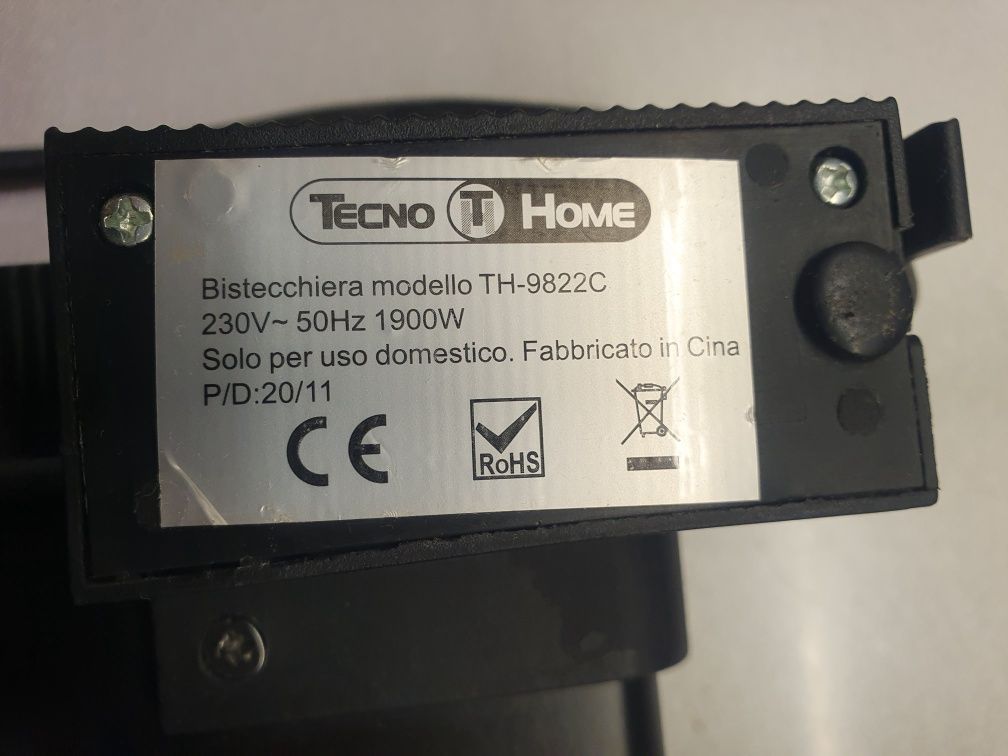 TECNO T HOME
Bistecchiera modello TH-9822C
230V~ 50Hz 1900W
Solo per uso domestico. Fabbricato in Cina
P/D:20/11
CE
RoHS